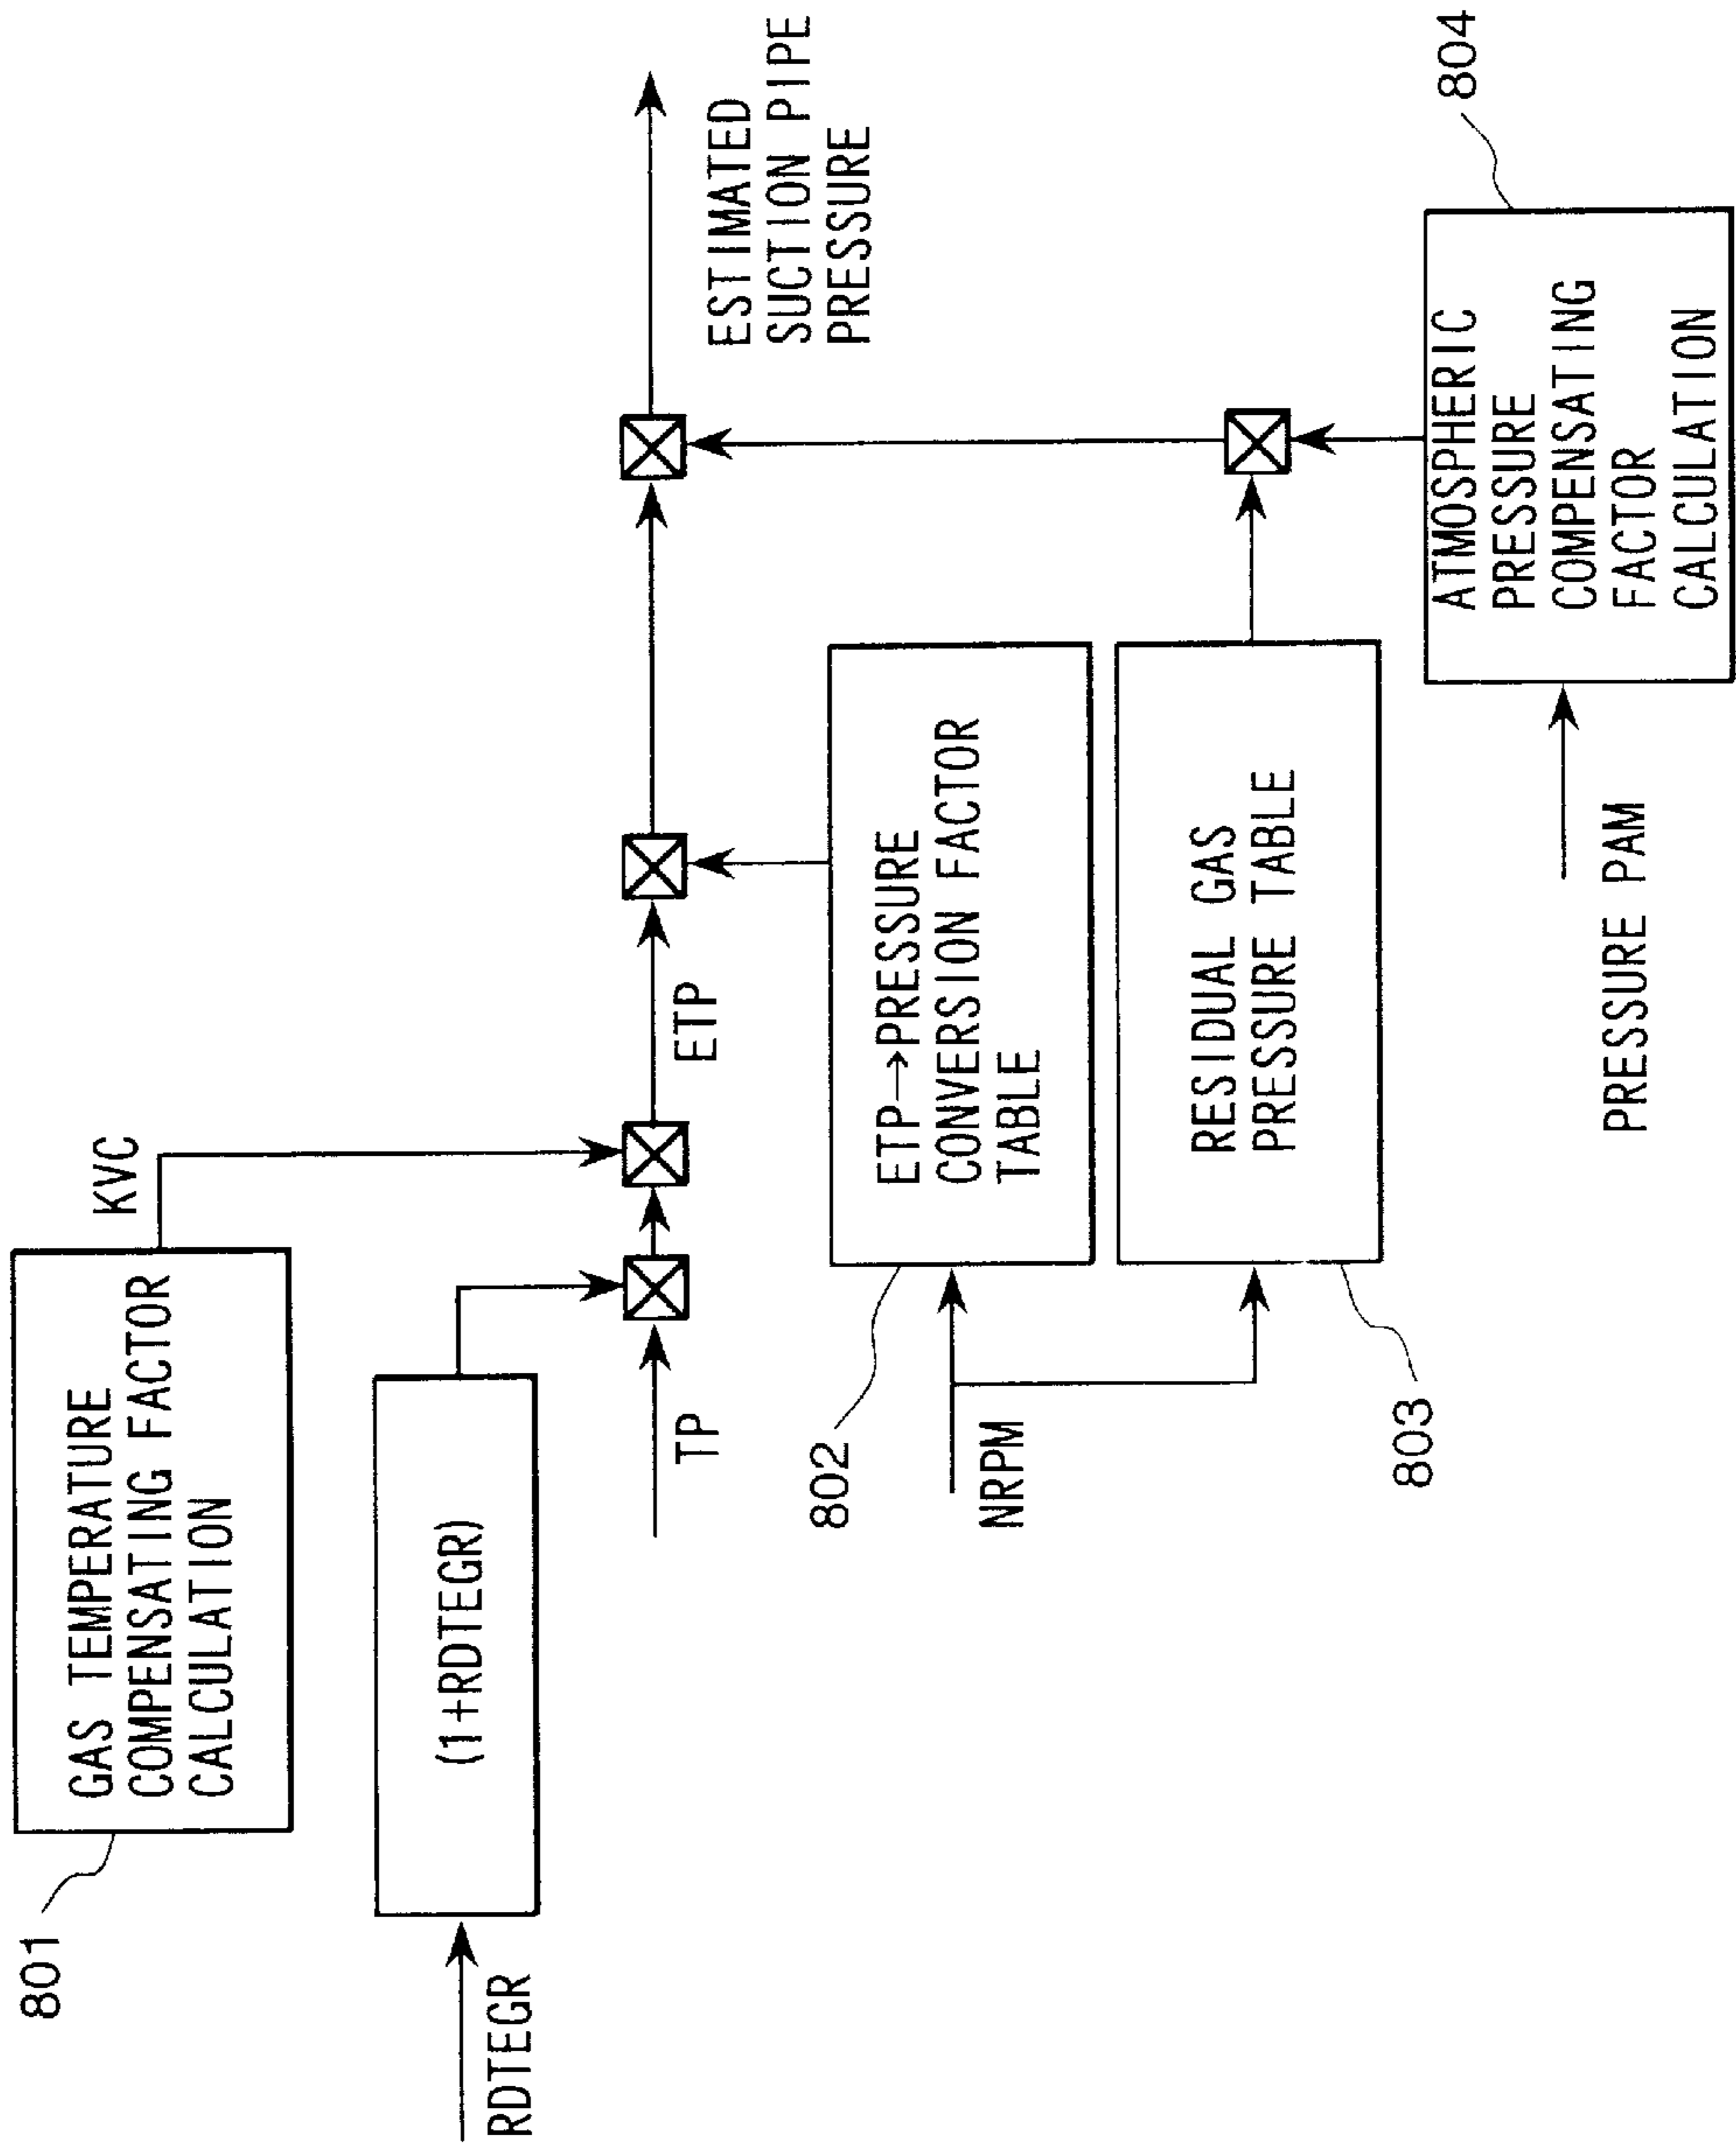 801
GAS TEMPERATURE
COMPENSATING FACTOR
CALCULATION
KVC
RDTEGR
(1+RDTEGR)
TP
ETP
ESTIMATED
SUCTION PIPE
PRESSURE
802
NRPM
ETP→PRESSURE
CONVERSION FACTOR
TABLE
803
RESIDUAL GAS
PRESSURE TABLE
PRESSURE PAM
ATMOSPHERIC
PRESSURE
COMPENSATING
FACTOR
CALCULATION
804